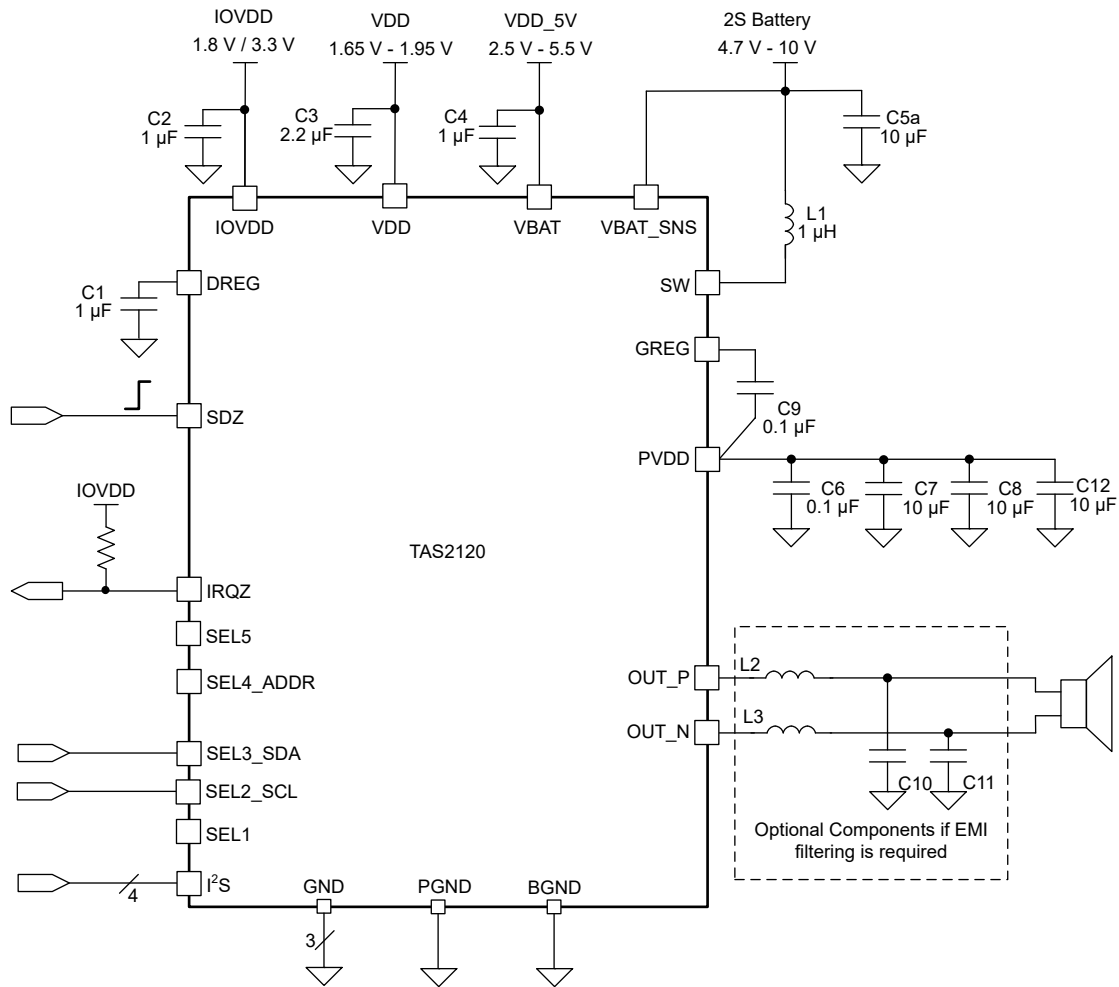 IOVDD
1.8 V / 3.3 V
VDD
1.65 V - 1.95 V
VDD_5V
2.5 V - 5.5 V
2S Battery
4.7 V - 10 V
C2
1 µF
C3
2.2 µF
C4
1 µF
C5a
10 µF
L1
1 µH
IOVDD
VDD
VBAT
VBAT_SNS
DREG
C1
1 µF
SW
GREG
C9
0.1 µF
SDZ
PVDD
C6
0.1 µF
C7
10 µF
C8
10 µF
C12
10 µF
IOVDD
TAS2120
IRQZ
SEL5
SEL4_ADDR
OUT_P
L2
OUT_N
L3
SEL3_SDA
SEL2_SCL
C10
C11
SEL1
Optional Components if EMI
filtering is required
I²S
4
GND
PGND
BGND
3